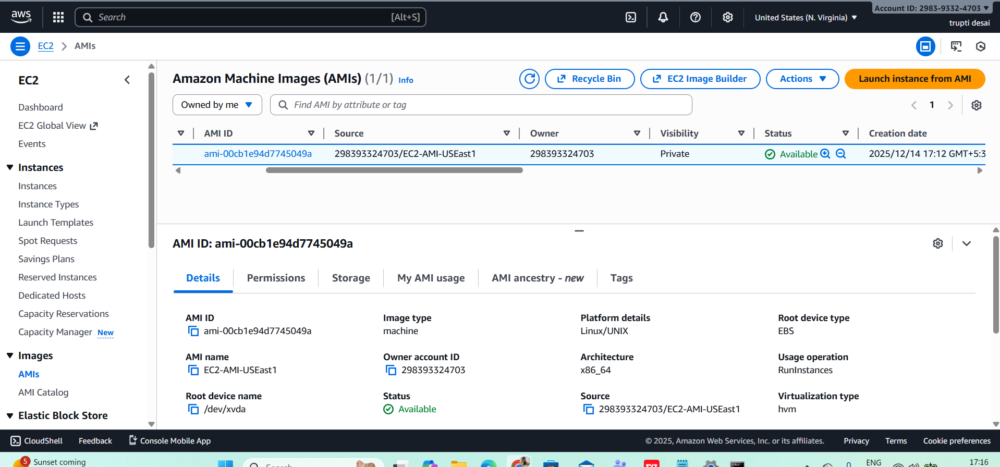 aws
Search
[Alt+S]
United States (N. Virginia)
Account ID: 2983-9332-4703
trupti desai
EC2
AMIs
EC2
Dashboard
EC2 Global View
Events
Instances
Instances
Instance Types
Launch Templates
Spot Requests
Savings Plans
Reserved Instances
Dedicated Hosts
Capacity Reservations
Capacity Manager New
Images
AMIs
AMI Catalog
Elastic Block Store
Amazon Machine Images (AMIs) (1/1) Info
Recycle Bin
EC2 Image Builder
Actions
Launch instance from AMI
Owned by me
Find AMI by attribute or tag
1
AMI ID Source Owner Visibility Status Creation date
ami-00cb1e94d7745049a 298393324703/EC2-AMI-USEast1 298393324703 Private Available 2025/12/14 17:12 GMT+5:3
AMI ID: ami-00cb1e94d7745049a
Details Permissions Storage My AMI usage AMI ancestry - new Tags
AMI ID Image type Platform details Root device type
ami-00cb1e94d7745049a machine Linux/UNIX EBS
AMI name Owner account ID Architecture Usage operation
EC2-AMI-USEast1 298393324703 x86_64 RunInstances
Root device name Status Source Virtualization type
/dev/xvda Available 298393324703/EC2-AMI-USEast1 hvm
CloudShell Feedback Console Mobile App
© 2025, Amazon Web Services, Inc. or its affiliates. Privacy Terms Cookie preferences
5
Sunset coming
Search
ENG
17:16